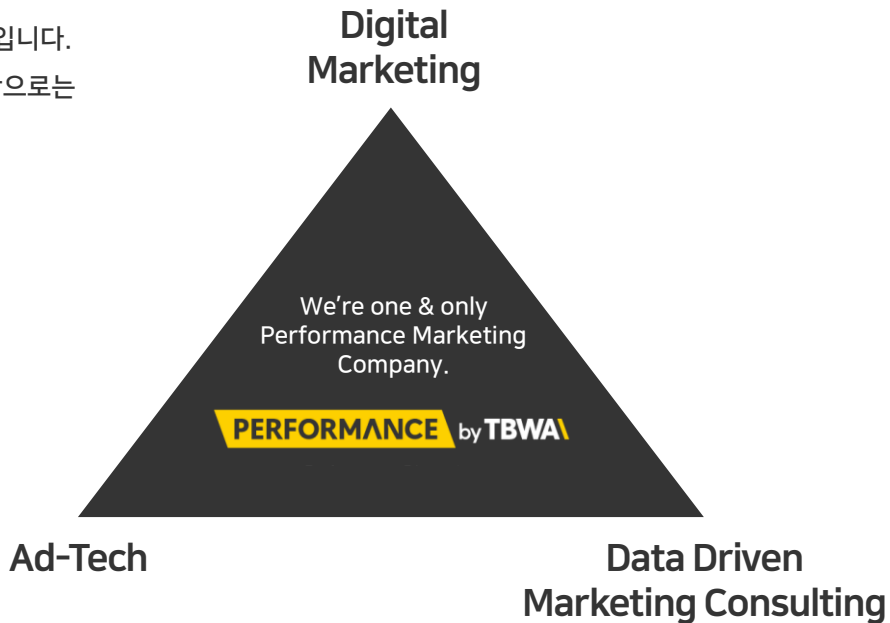 입니다.
으로는
Digital
Marketing
We're one & only
Performance Marketing
Company.
PERFORMANCE by TBWA\
Ad-Tech
Data Driven
Marketing Consulting